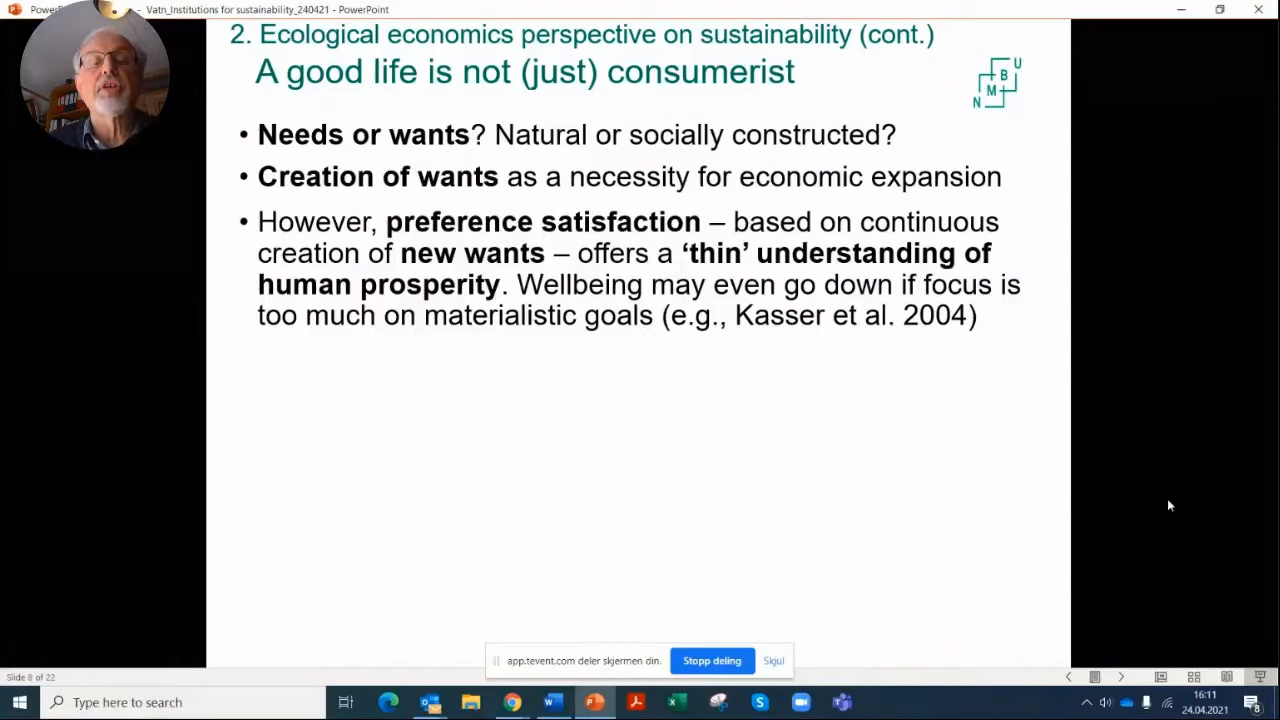 Vatn_Institutions for sustainability_240421 - PowerPoint
2. Ecological economics perspective on sustainability (cont.)
A good life is not (just) consumerist
N M B U
• Needs or wants? Natural or socially constructed?
• Creation of wants as a necessity for economic expansion
• However, preference satisfaction – based on continuous
creation of new wants – offers a ‘thin’ understanding of
human prosperity. Wellbeing may even go down if focus is
too much on materialistic goals (e.g., Kasser et al. 2004)
app.tevent.com deler skjermen din.
Stopp deling
Skjul
Slide 8 of 22
Type here to search
16:11
24.04.2021
8